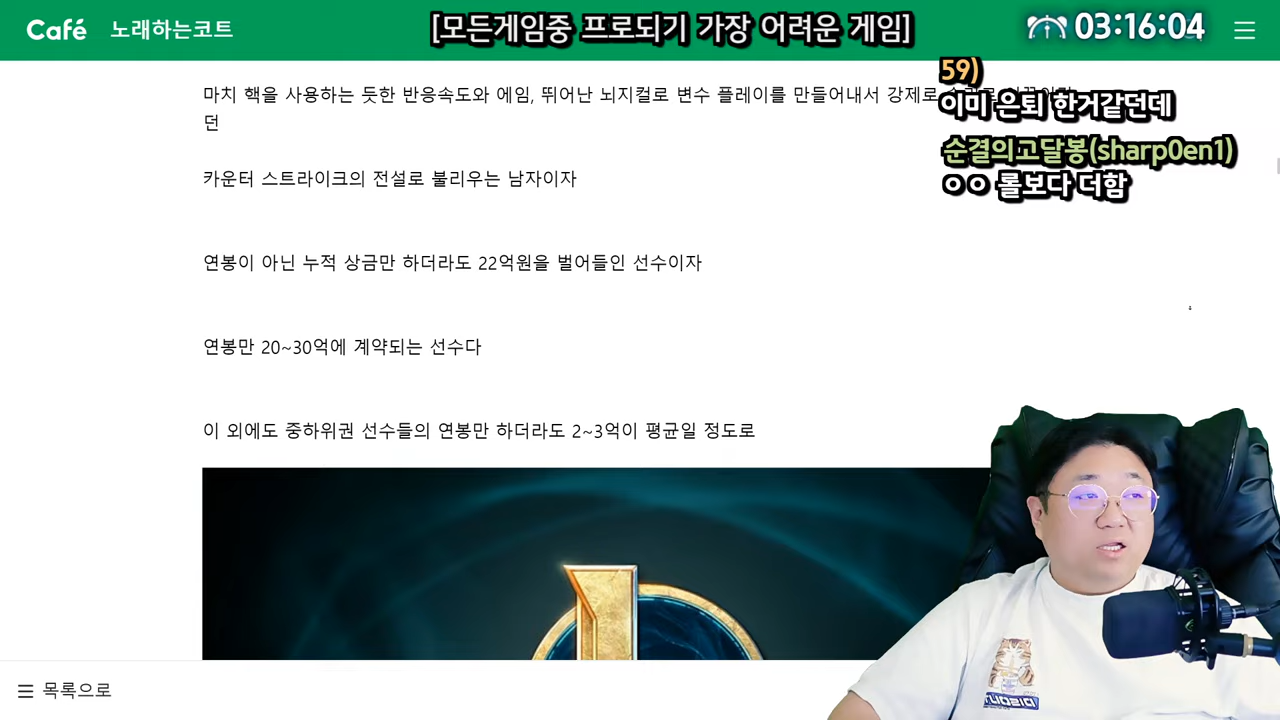 Café 노래하는코트
[모든게임중 프로되기 가장 어려운 게임]
03:16:04
59)
이미 은퇴 한거같던데
순결의고달봉(sharp0en1)
ㅇㅇ 롤보다 더함
마치 핵을 사용하는 듯한 반응속도와 에임, 뛰어난 뇌지컬로 변수 플레이를 만들어내서 강제로
던
카운터 스트라이크의 전설로 불리우는 남자이자
연봉이 아닌 누적 상금만 하더라도 22억원을 벌어들인 선수이자
연봉만 20~30억에 계약되는 선수다
이 외에도 중하위권 선수들의 연봉만 하더라도 2~3억이 평균일 정도로
목록으로